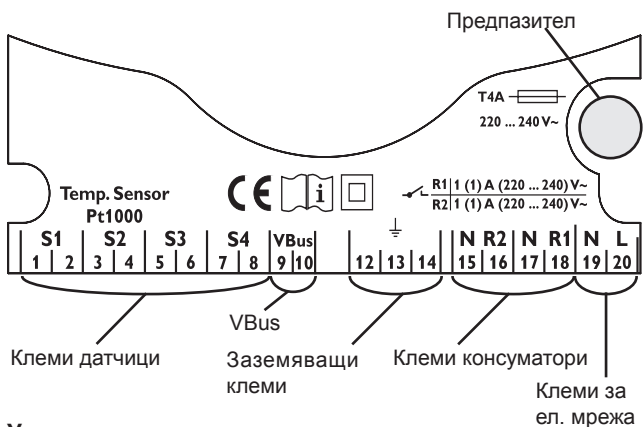 Предпазител
T4A
220 ... 240 V~
Temp. Sensor
Pt1000
CE
i
R1 1 (1) A (220 ... 240) V~
R2 1 (1) A (220 ... 240) V~
S1 S2 S3 S4 VBus N R2 N R1 N L
1 2 3 4 5 6 7 8 9 10 12 13 14 15 16 17 18 19 20
VBus
Клеми датчици
Заземяващи
клеми
Клеми консуматори
Клеми за
ел. мрежа